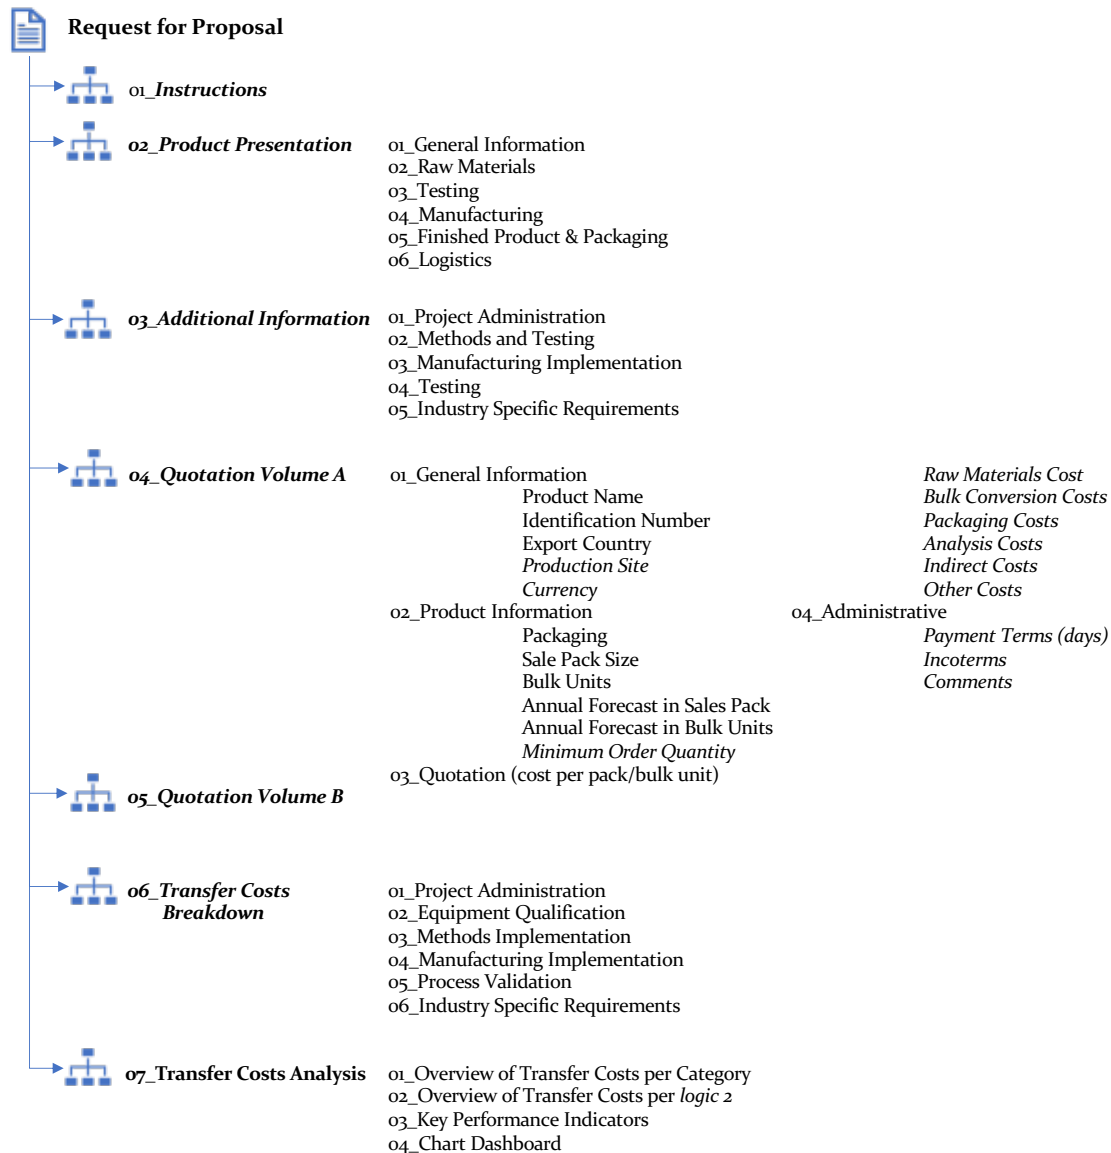 Request for Proposal
01_Instructions
02_Product Presentation
01_General Information
02_Raw Materials
03_Testing
04_Manufacturing
05_Finished Product & Packaging
06_Logistics
03_Additional Information
01_Project Administration
02_Methods and Testing
03_Manufacturing Implementation
04_Testing
05_Industry Specific Requirements
04_Quotation Volume A
01_General Information
Product Name
Identification Number
Export Country
Production Site
Currency
02_Product Information
Packaging
Sale Pack Size
Bulk Units
Annual Forecast in Sales Pack
Annual Forecast in Bulk Units
Minimum Order Quantity
03_Quotation (cost per pack/bulk unit)
Raw Materials Cost
Bulk Conversion Costs
Packaging Costs
Analysis Costs
Indirect Costs
Other Costs
04_Administrative
Payment Terms (days)
Incoterms
Comments
05_Quotation Volume B
06_Transfer Costs
Breakdown
01_Project Administration
02_Equipment Qualification
03_Methods Implementation
04_Manufacturing Implementation
05_Process Validation
06_Industry Specific Requirements
07_Transfer Costs Analysis
01_Overview of Transfer Costs per Category
02_Overview of Transfer Costs per logic 2
03_Key Performance Indicators
04_Chart Dashboard